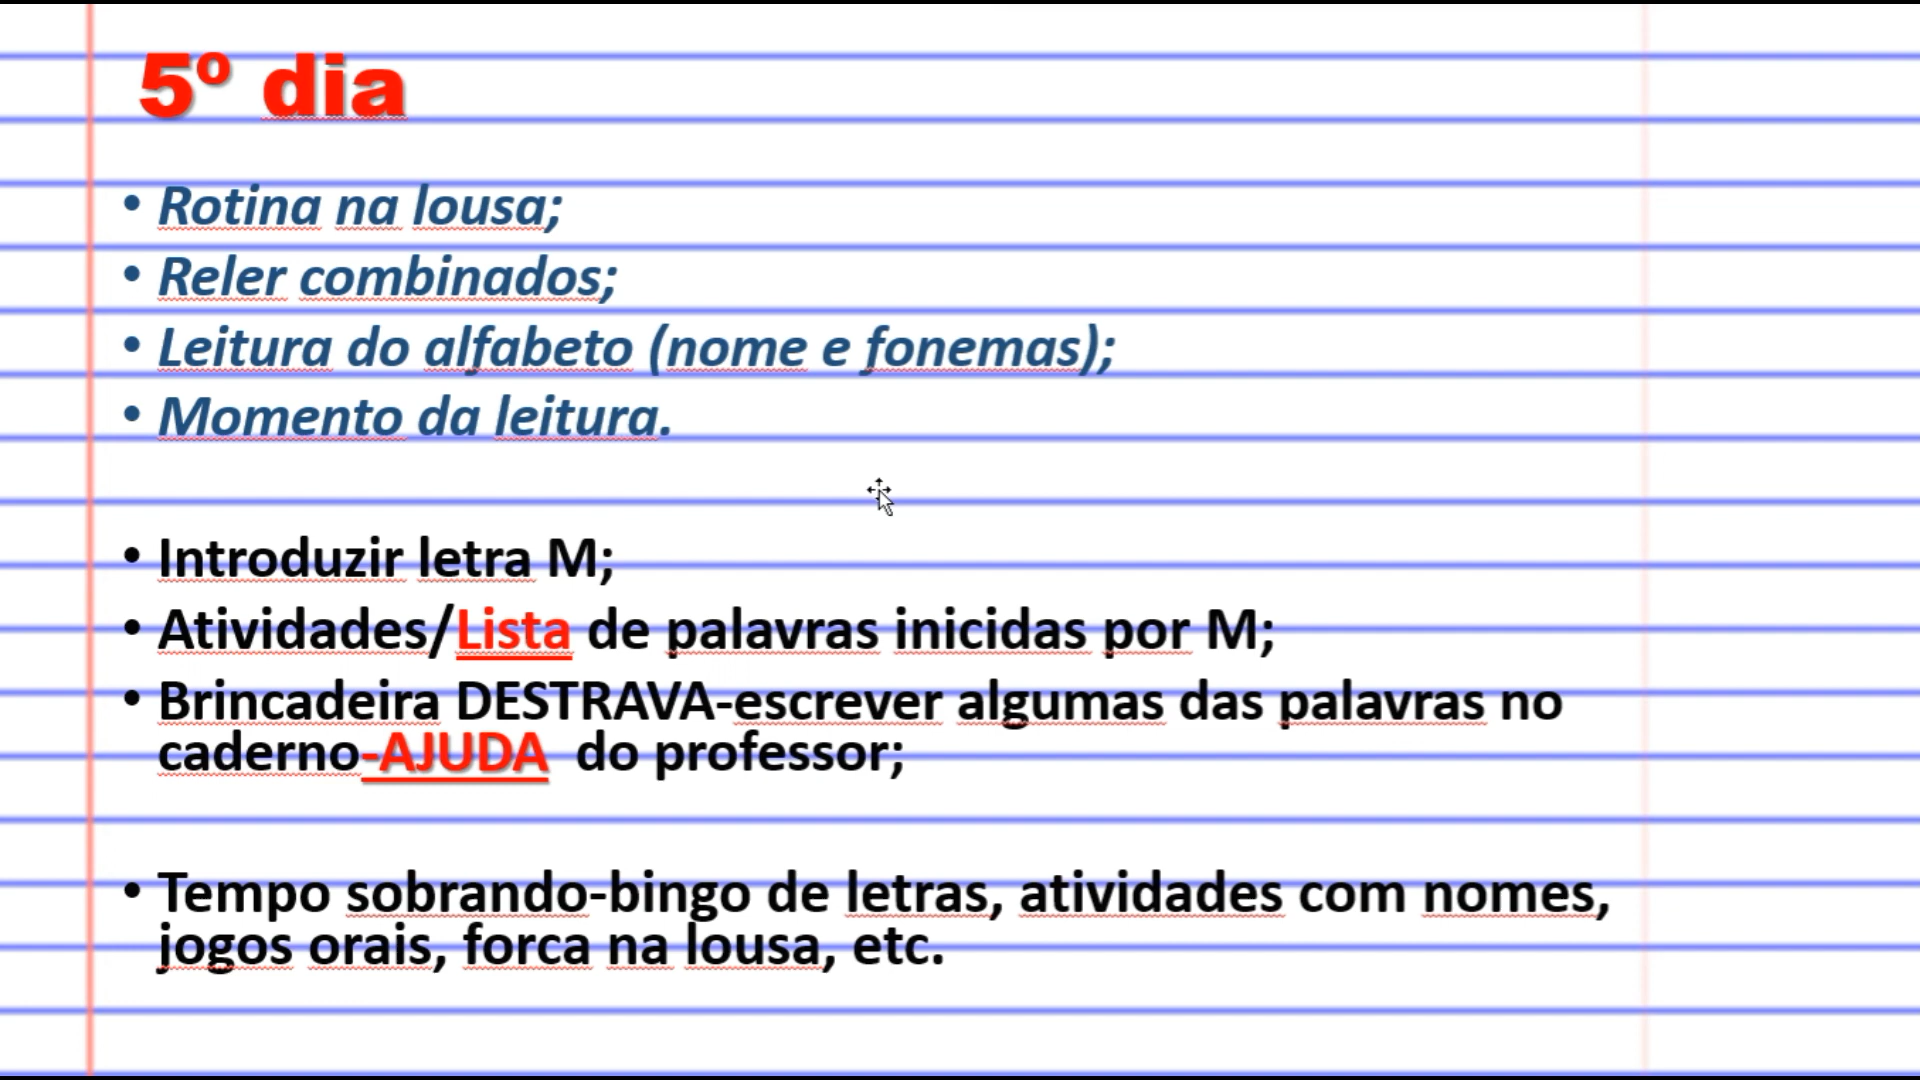 5º dia
• Rotina na lousa;
• Reler combinados;
• Leitura do alfabeto (nome e fonemas);
• Momento da leitura.
• Introduzir letra M;
• Atividades/Lista de palavras inicidas por M;
• Brincadeira DESTRAVA-escrever algumas das palavras no
caderno-AJUDA do professor;
• Tempo sobrando-bingo de letras, atividades com nomes,
jogos orais, forca na lousa, etc.